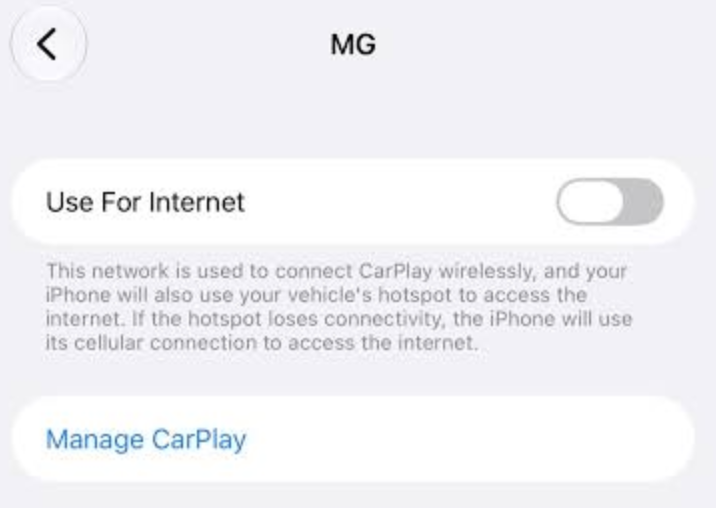 MG
Use For Internet
This network is used to connect CarPlay wirelessly, and your
iPhone will also use your vehicle's hotspot to access the
internet. If the hotspot loses connectivity, the iPhone will use
its cellular connection to access the internet.
Manage CarPlay